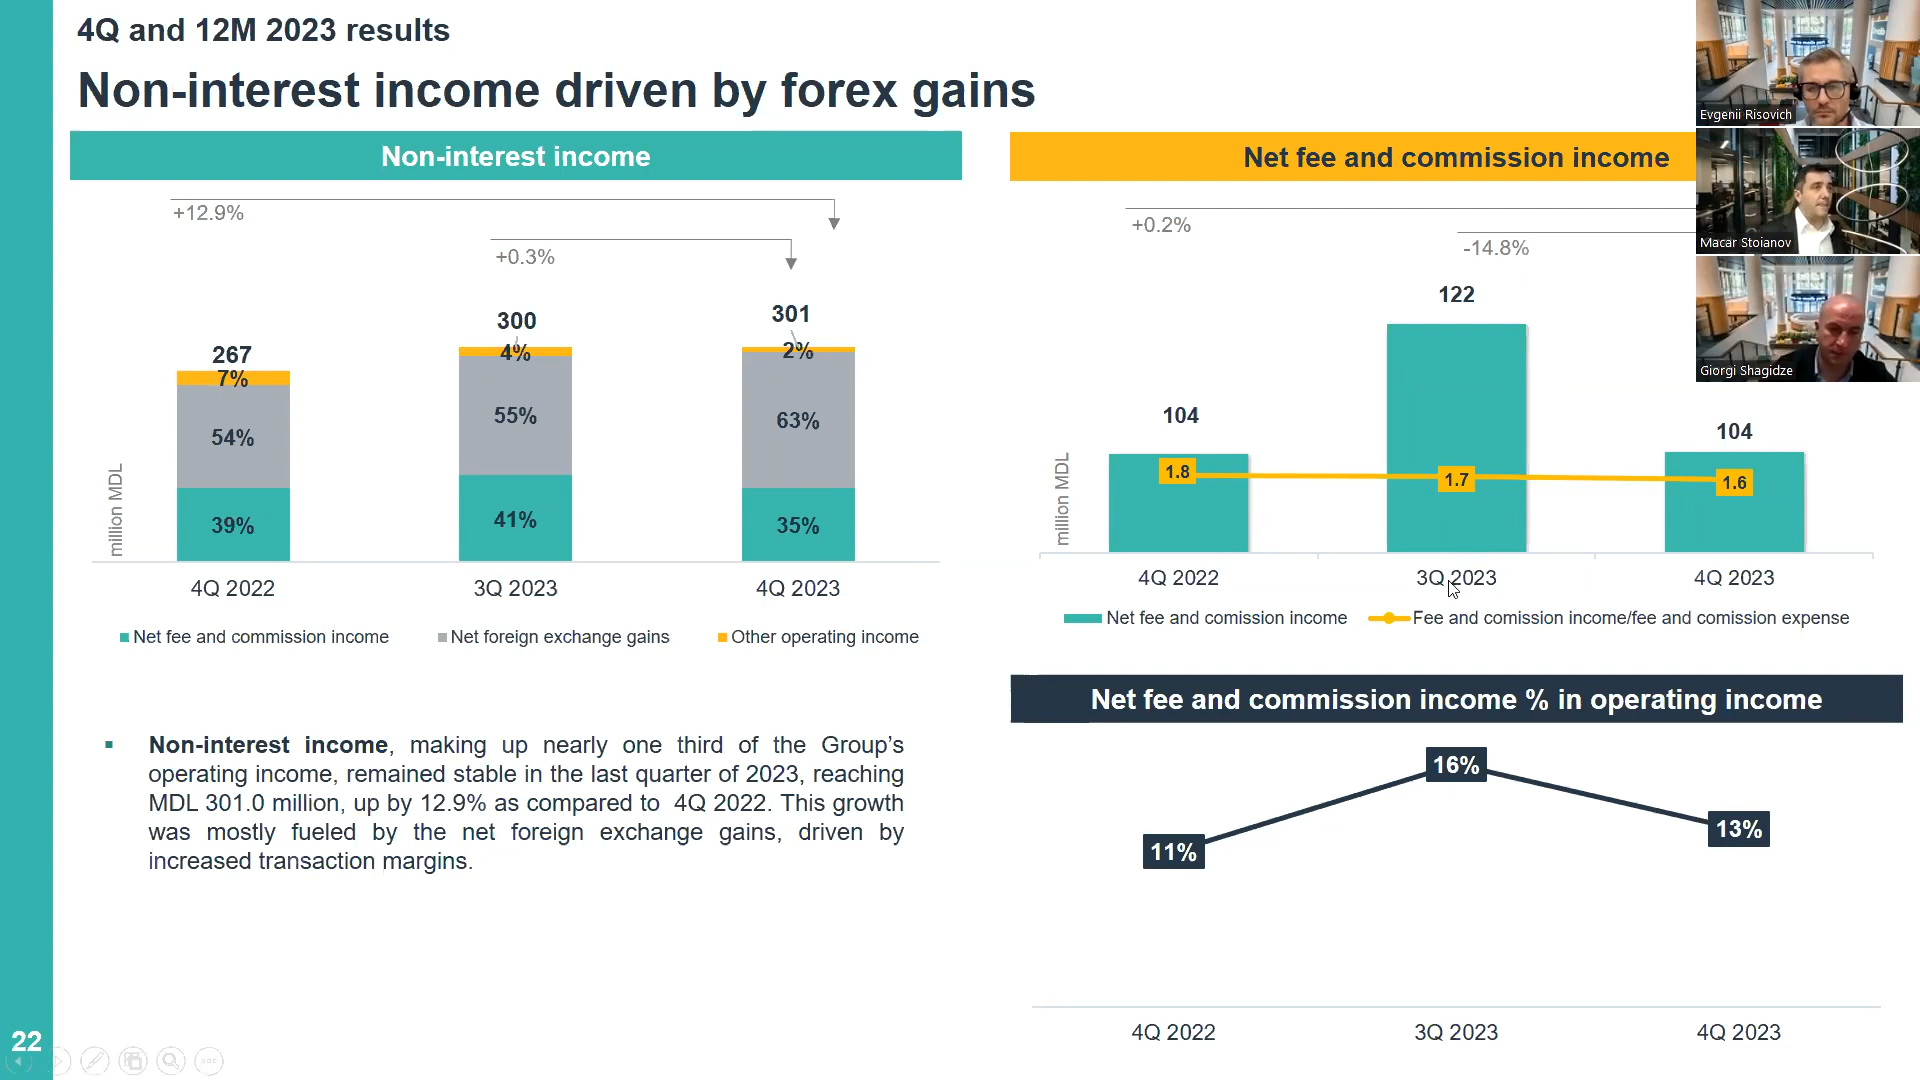 4Q and 12M 2023 results
Non-interest income driven by forex gains
Non-interest income
+12.9%
+0.3%
267
300
301
7%
4%
2%
54%
55%
63%
39%
41%
35%
million MDL
4Q 2022
3Q 2023
4Q 2023
Net fee and commission income
Net foreign exchange gains
Other operating income
Non-interest income, making up nearly one third of the Group's
operating income, remained stable in the last quarter of 2023, reaching
MDL 301.0 million, up by 12.9% as compared to 4Q 2022. This growth
was mostly fueled by the net foreign exchange gains, driven by
increased transaction margins.
Net fee and commission income
+0.2%
-14.8%
104
122
104
1.8
1.7
1.6
million MDL
4Q 2022
3Q 2023
4Q 2023
Net fee and comission income
Fee and comission income/fee and comission expense
Net fee and commission income % in operating income
11%
16%
13%
4Q 2022
3Q 2023
4Q 2023
Evgenii Risovich
Macar Stoianov
Giorgi Shagidze
22